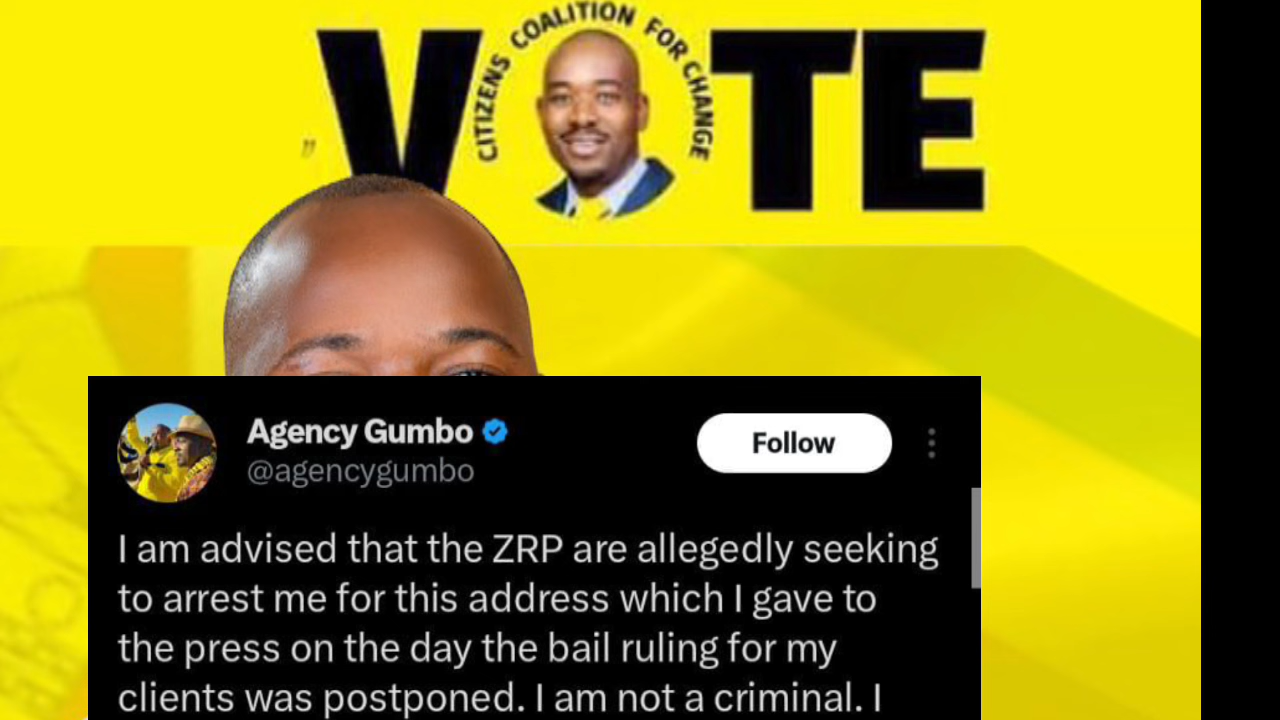 VOTE
CITIZENS COALITION FOR CHANGE
Agency Gumbo
Follow
@agencygumbo
I am advised that the ZRP are allegedly seeking
to arrest me for this address which I gave to
the press on the day the bail ruling for my
clients was postponed. I am not a criminal. I